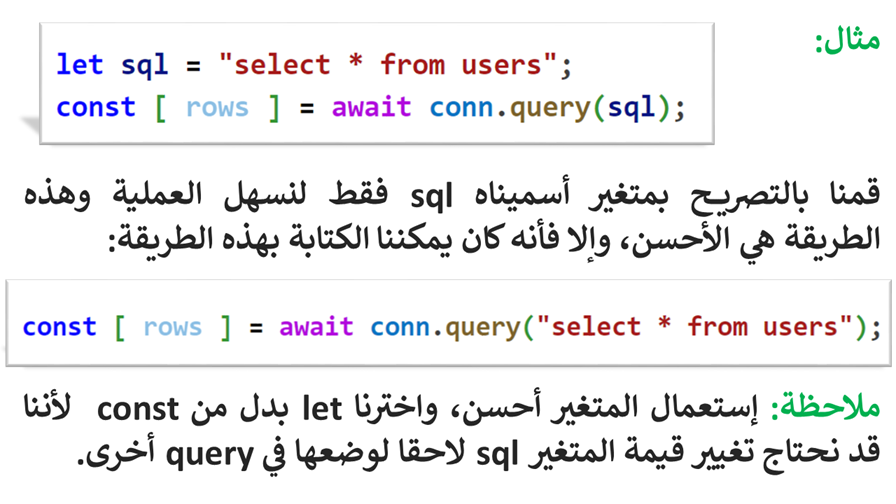 مثال:
let sql = "select * from users";
const [ rows ] = await conn.query(sql);
قمنا بالتصريح بمتغير أسميناه sql فقط لنسهل العملية وهذه
الطريقة هي الأحسن، وإلا فأنه كان يمكننا الكتابة بهذه الطريقة:
const [ rows ] = await conn.query("select * from users");
ملاحظة: إستعمال المتغير أحسن، واخترنا let بدل من const لأننا
قد نحتاج تغيير قيمة المتغير sql لاحقا لوضعها في query أخرى.